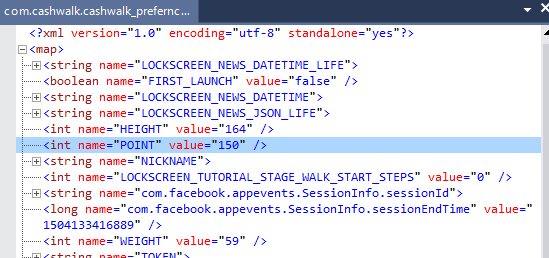 com.cashwalk.cashwalk_prefernc...
<?xml version="1.0" encoding="utf-8" standalone="yes"?>
<map>
<string name="LOCKSCREEN_NEWS_DATETIME_LIFE">
<boolean name="FIRST_LAUNCH" value="false" />
<string name="LOCKSCREEN_NEWS_DATETIME">
<string name="LOCKSCREEN_NEWS_JSON_LIFE">
<int name="HEIGHT" value="164" />
<int name="POINT" value="150" />
<string name="NICKNAME">
<int name="LOCKSCREEN_TUTORIAL_STAGE_WALK_START_STEPS" value="0" />
<string name="com.facebook.appevents.SessionInfo.sessionId">
<long name="com.facebook.appevents.SessionInfo.sessionEndTime" value="
1504133416889" />
<int name="WEIGHT" value="59" />
<string name="TOKEN">